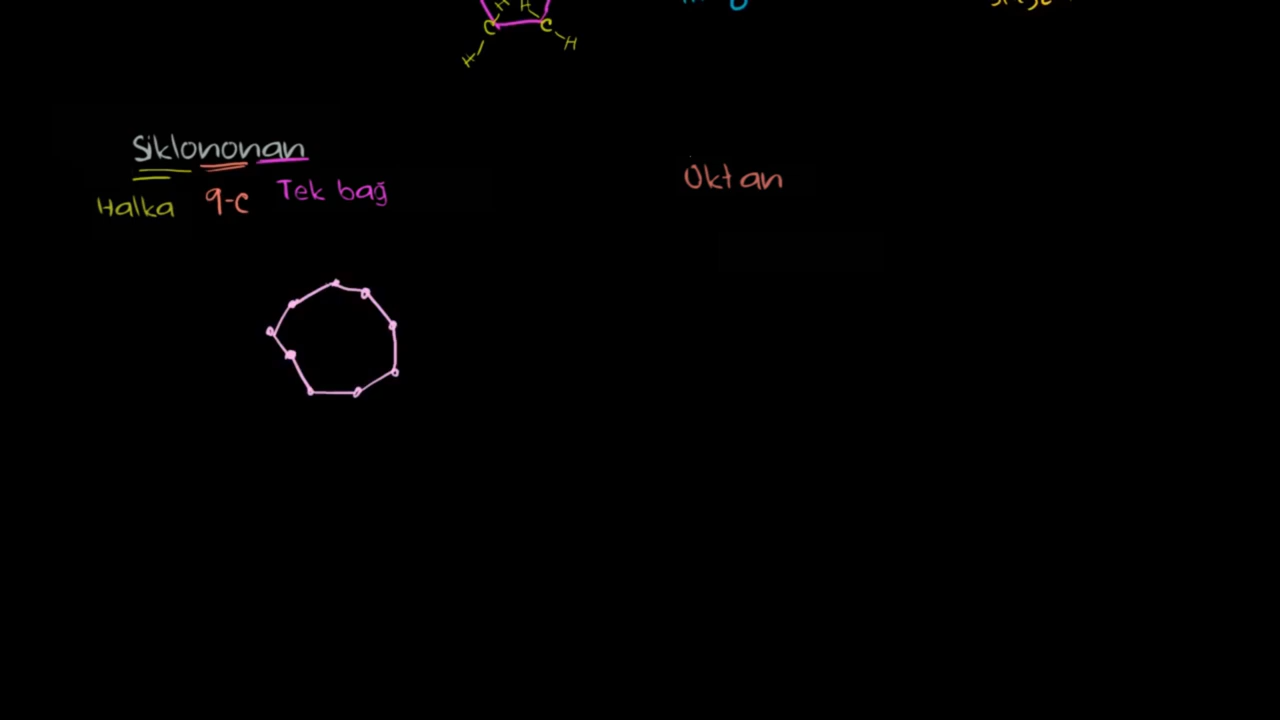 H H
C C
H H
Siklononan
Halka 9-C Tek bağ
Oktan